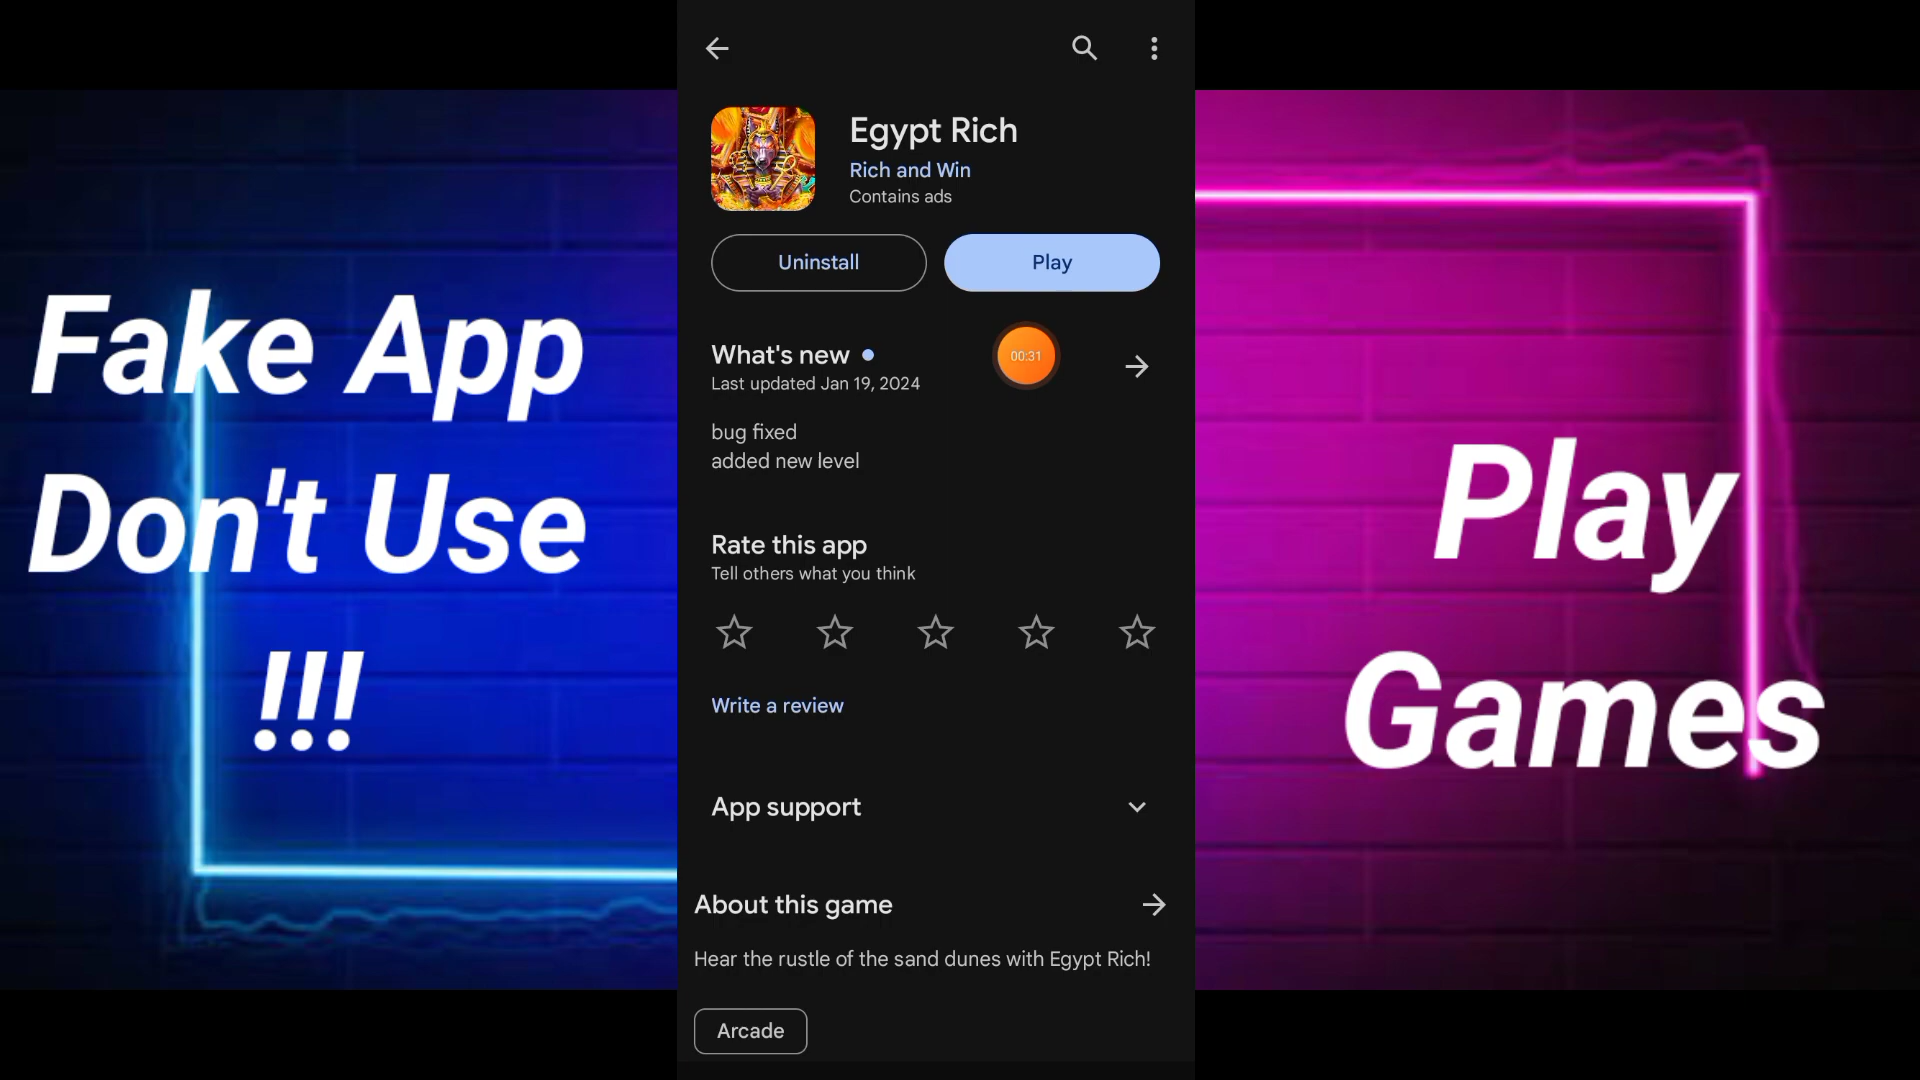 Fake App
Don't Use
!!!
Egypt Rich
Rich and Win
Contains ads
Uninstall
Play
What's new
Last updated Jan 19, 2024
00:31
bug fixed
added new level
Rate this app
Tell others what you think
Write a review
App support
About this game
Hear the rustle of the sand dunes with Egypt Rich!
Arcade
Play
Games